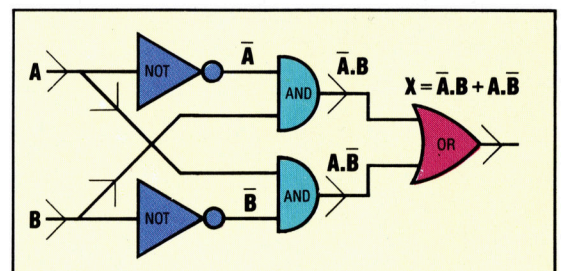 A
NOT
A̅
AND
A̅.B
X = A̅.B + A.B̅
OR
B
NOT
B̅
AND
A.B̅